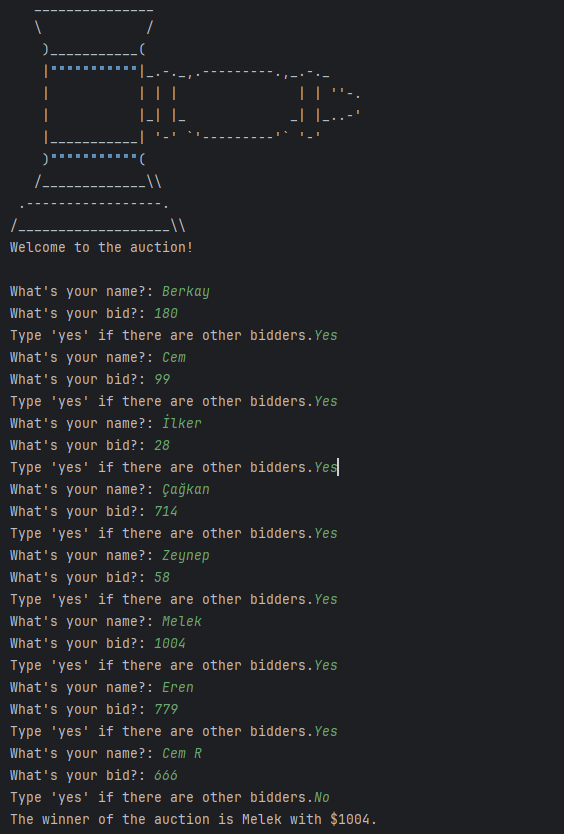 Welcome to the auction!
What's your name?: Berkay
What's your bid?: 180
Type 'yes' if there are other bidders.Yes
What's your name?: Cem
What's your bid?: 99
Type 'yes' if there are other bidders.Yes
What's your name?: İlker
What's your bid?: 28
Type 'yes' if there are other bidders.Yes
What's your name?: Çağkan
What's your bid?: 714
Type 'yes' if there are other bidders.Yes
What's your name?: Zeynep
What's your bid?: 58
Type 'yes' if there are other bidders.Yes
What's your name?: Melek
What's your bid?: 1004
Type 'yes' if there are other bidders.Yes
What's your name?: Eren
What's your bid?: 779
Type 'yes' if there are other bidders.Yes
What's your name?: Cem R
What's your bid?: 666
Type 'yes' if there are other bidders.No
The winner of the auction is Melek with $1004.